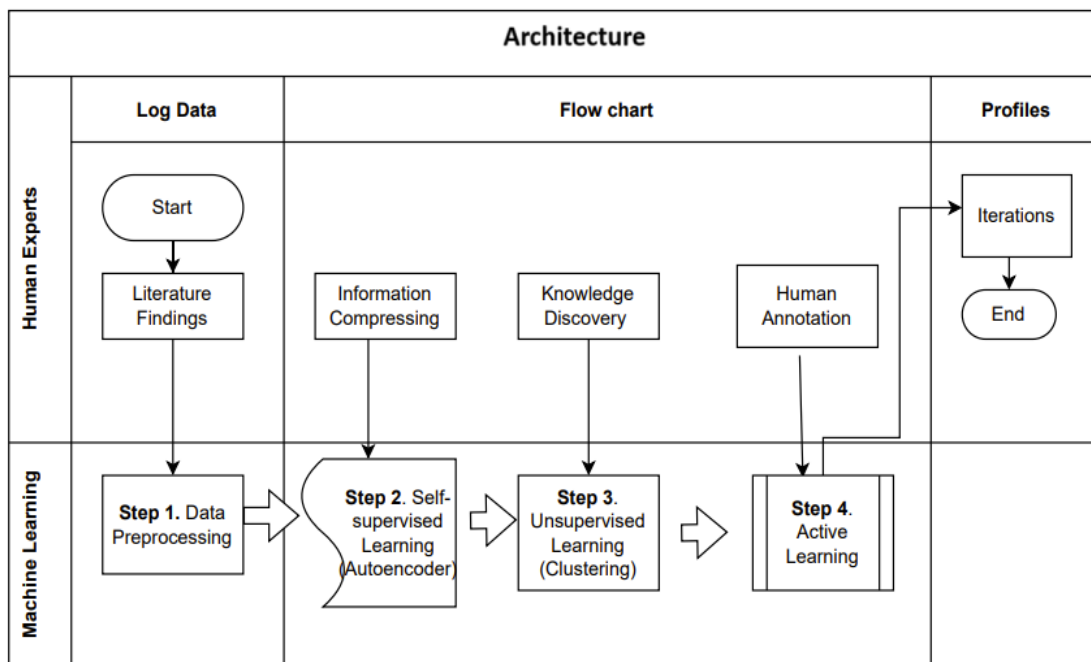 Architecture
Log Data
Flow chart
Profiles
Human Experts
Start
Literature
Findings
Information
Compressing
Knowledge
Discovery
Human
Annotation
Iterations
End
Machine Learning
Step 1. Data
Preprocessing
Step 2. Self-
supervised
Learning
(Autoencoder)
Step 3.
Unsupervised
Learning
(Clustering)
Step 4.
Active
Learning